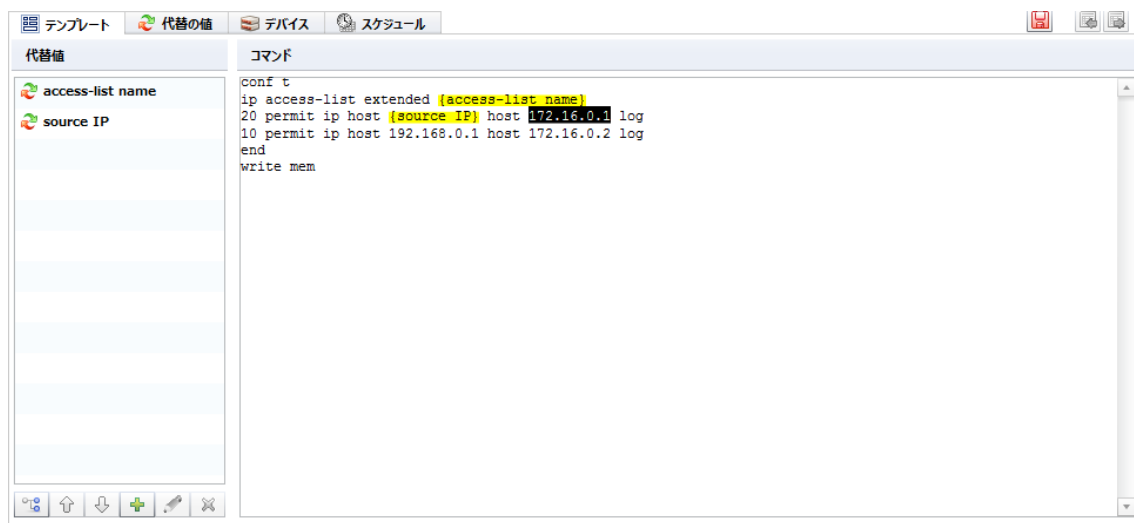 テンプレート 代替の値 デバイス スケジュール
代替値
コマンド
access-list name
source IP
conf t
ip access-list extended {access-list name}
20 permit ip host {source IP} host 172.16.0.1 log
10 permit ip host 192.168.0.1 host 172.16.0.2 log
end
write mem